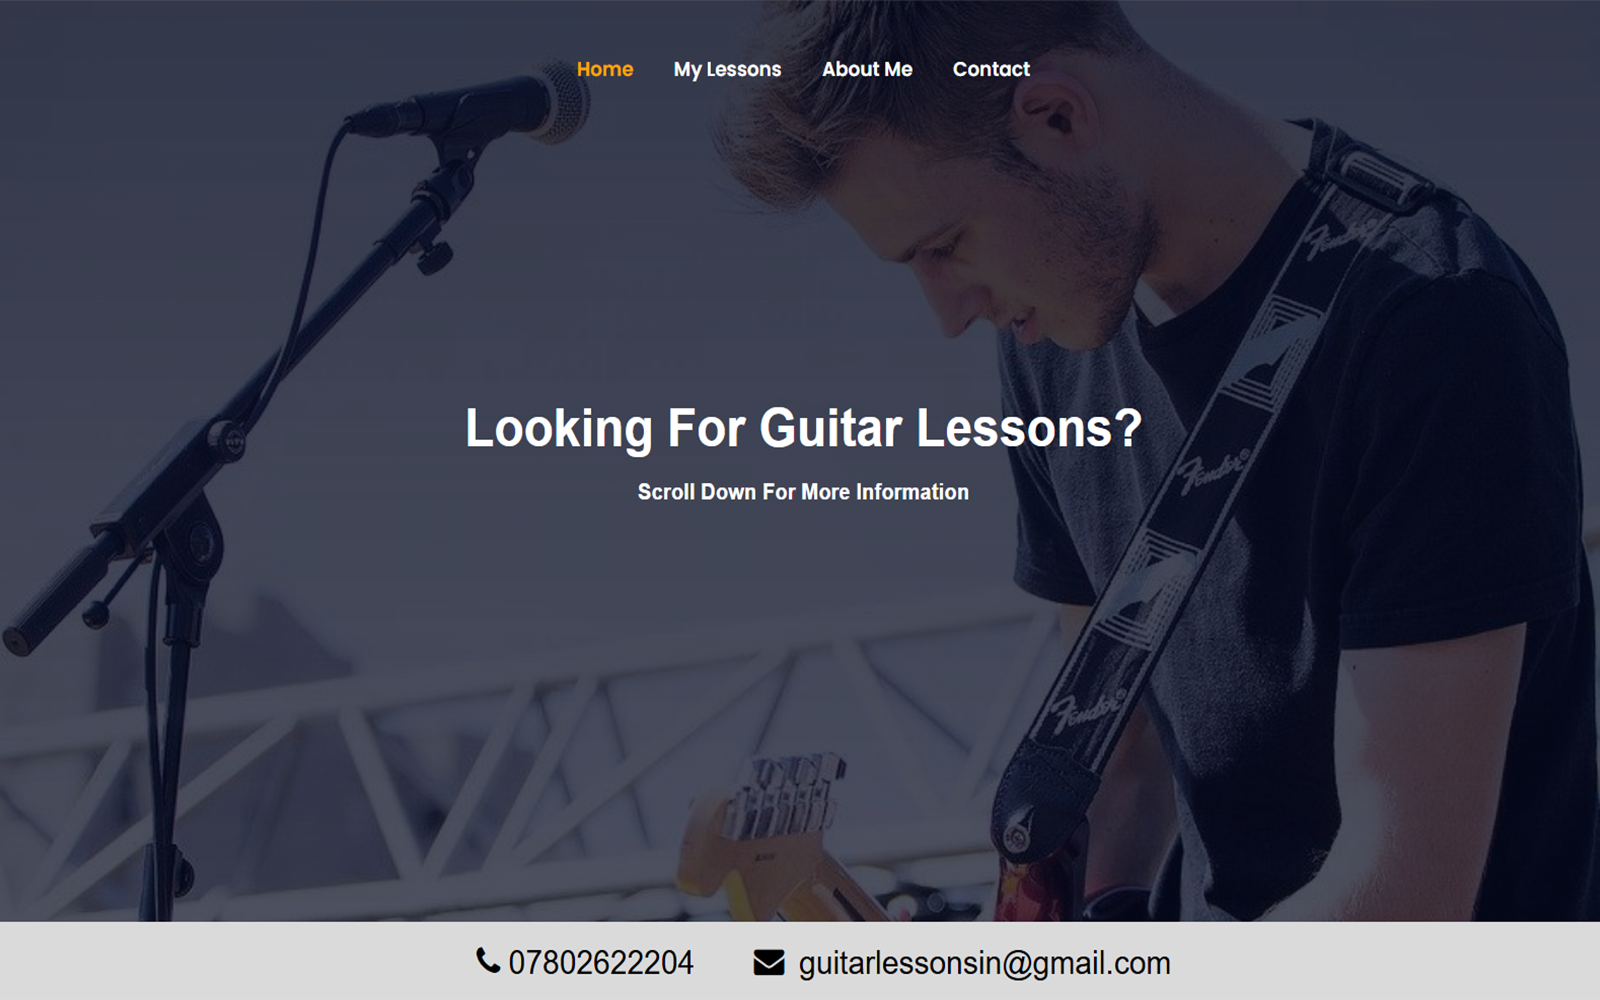 Home My Lessons About Me Contact
Fender
Looking For Guitar Lessons?
Fender®
Scroll Down For More Information
Fender
07802622204 guitarlessonsin@gmail.com